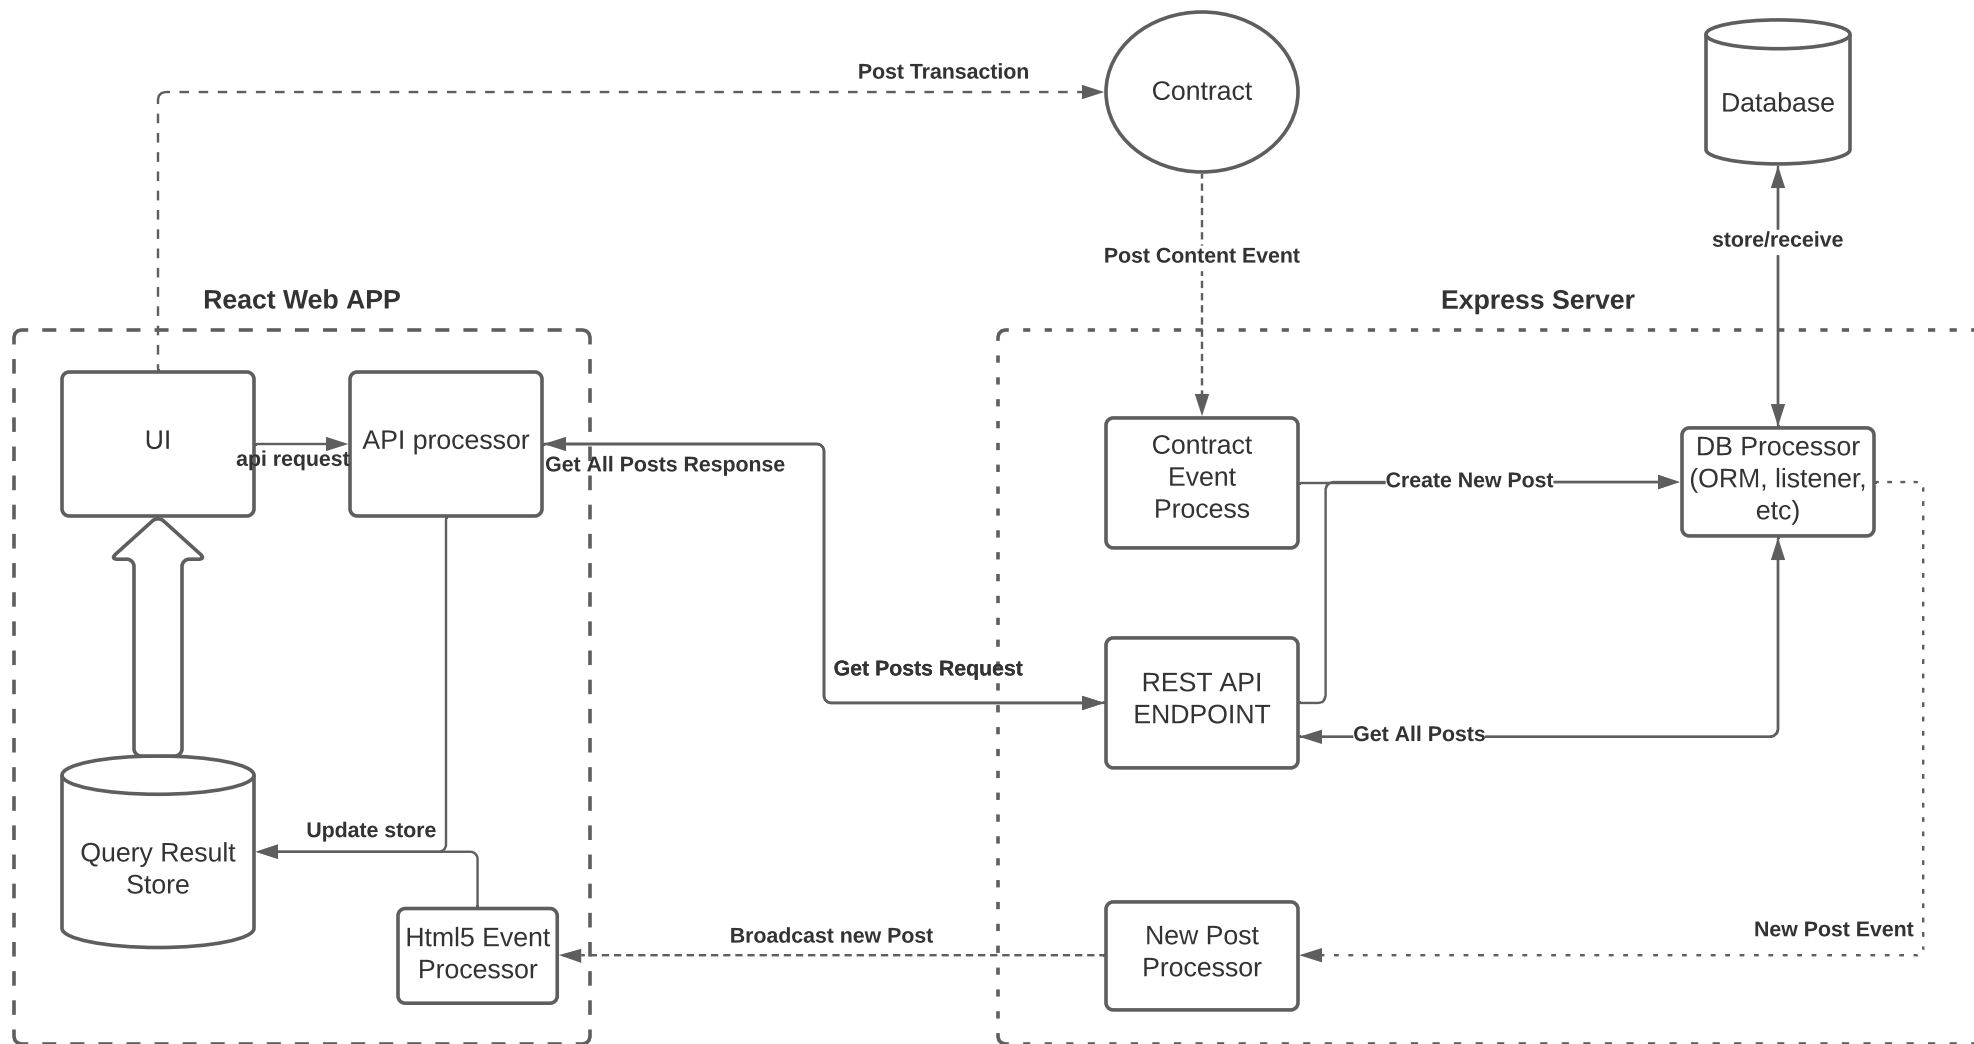 Post Transaction
Contract
Database
Post Content Event
store/receive
React Web APP
Express Server
UI
api request
API processor
Get All Posts Response
Contract
Event
Process
Create New Post
DB Processor
(ORM, listener,
etc)
Get Posts Request
REST API
ENDPOINT
Get All Posts
Update store
Query Result
Store
Html5 Event
Processor
Broadcast new Post
New Post
Processor
New Post Event